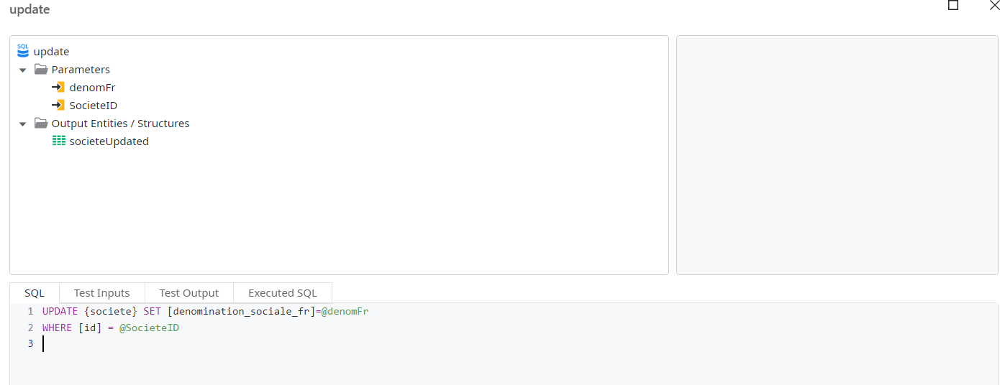 update
SQL
update
Parameters
denomFr
SocieteID
Output Entities / Structures
societeUpdated
SQL Test Inputs Test Output Executed SQL
1 UPDATE {societe} SET [denomination_sociale_fr]=@denomFr
2 WHERE [id] = @SocieteID
3